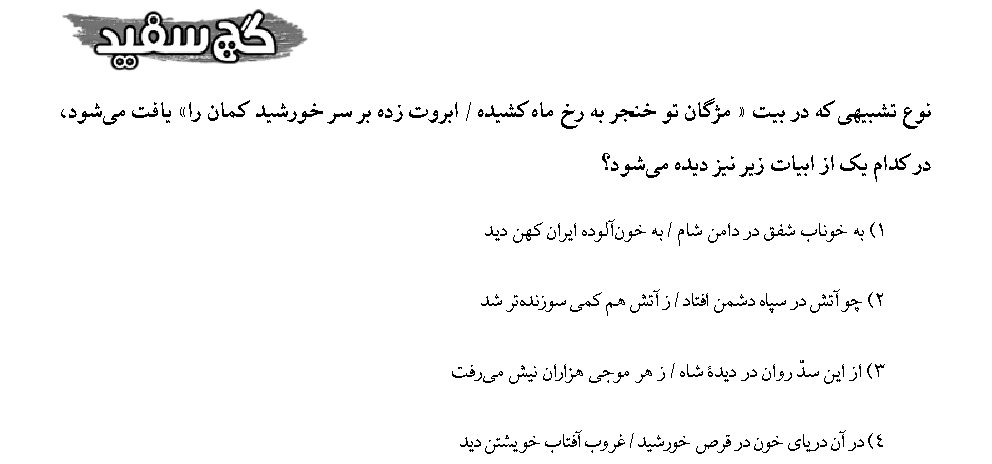 گچ سفید
نوع تشبیهی که در بیت « مژگان تو خنجر به رخ ماه کشیده / ابروت زده بر سر خورشید کمان را» یافت می‌شود،
در کدام یک از ابیات زیر نیز دیده می‌شود؟
۱) به خوناب شفق در دامن شام / به خون‌آلوده ایران کهن دید
۲) چو آتش در سپاه دشمن افتاد / ز آتش هم کمی سوزنده‌تر شد
۳) از این سدّ روان در دیدهٔ شاه / ز هر موجی هزاران نیش می‌رفت
۴) در آن دریای خون در قرص خورشید / غروب آفتاب خویشتن دید